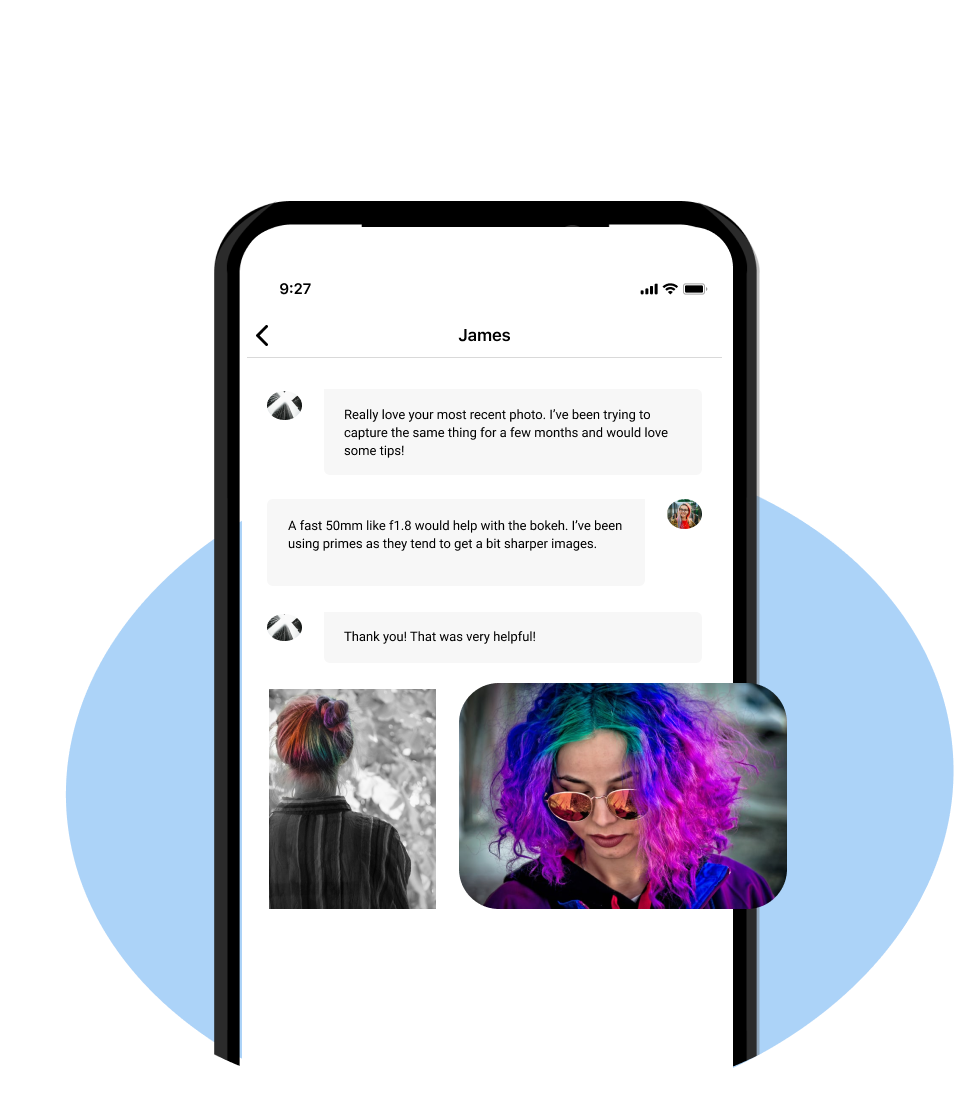 9:27
James
Really love your most recent photo. I’ve been trying to
capture the same thing for a few months and would love
some tips!
A fast 50mm like f1.8 would help with the bokeh. I’ve been
using primes as they tend to get a bit sharper images.
Thank you! That was very helpful!